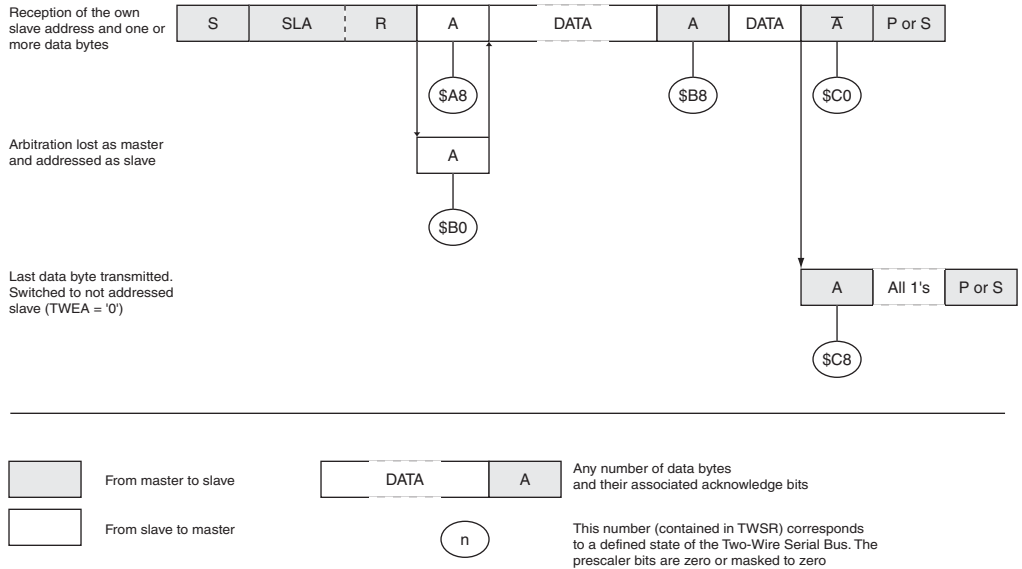 Reception of the own
slave address and one or
more data bytes
S SLA R A DATA A DATA A̅ P or S
$A8 $B8 $C0
Arbitration lost as master
and addressed as slave
A
$B0
Last data byte transmitted.
Switched to not addressed
slave (TWEA = '0')
A All 1's P or S
$C8
From master to slave
DATA A
Any number of data bytes
and their associated acknowledge bits
From slave to master
n
This number (contained in TWSR) corresponds
to a defined state of the Two-Wire Serial Bus. The
prescaler bits are zero or masked to zero